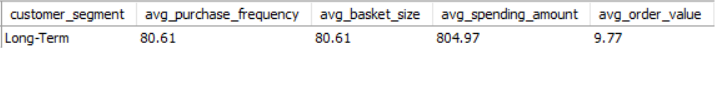 customer_segment avg_purchase_frequency avg_basket_size avg_spending_amount avg_order_value
Long-Term 80.61 80.61 804.97 9.77